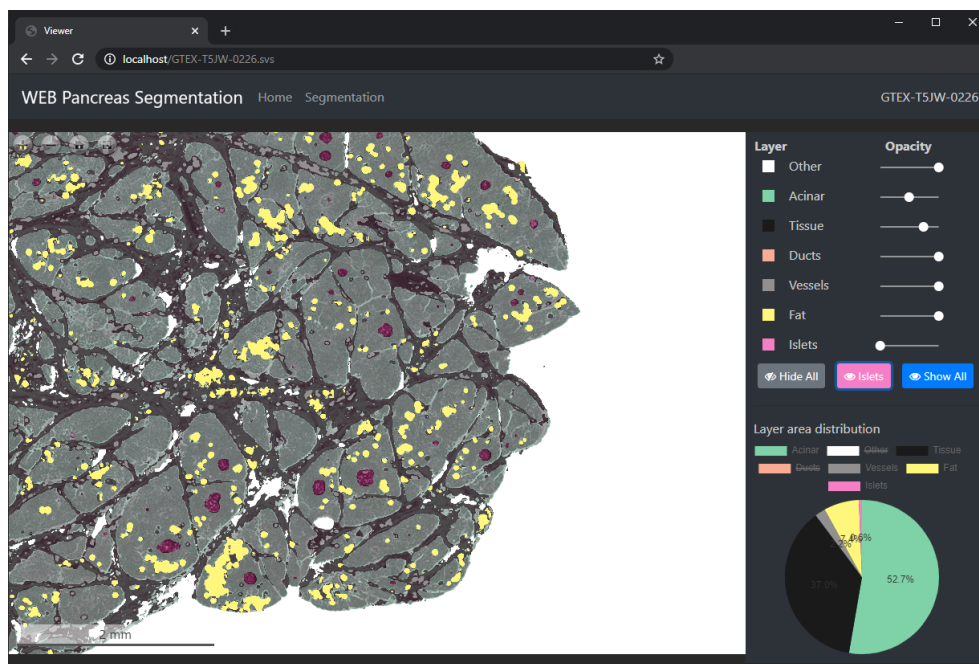 Viewer
localhost/GTEX-T5JW-0226.svs
WEB Pancreas Segmentation Home Segmentation GTEX-T5JW-0226
Layer Opacity
Other
Acinar
Tissue
Ducts
Vessels
Fat
Islets
Hide All Islets Show All
Layer area distribution
Acinar Other Tissue
Ducts Vessels Fat
Islets
7.4%
52.7%
37.0%
2 mm